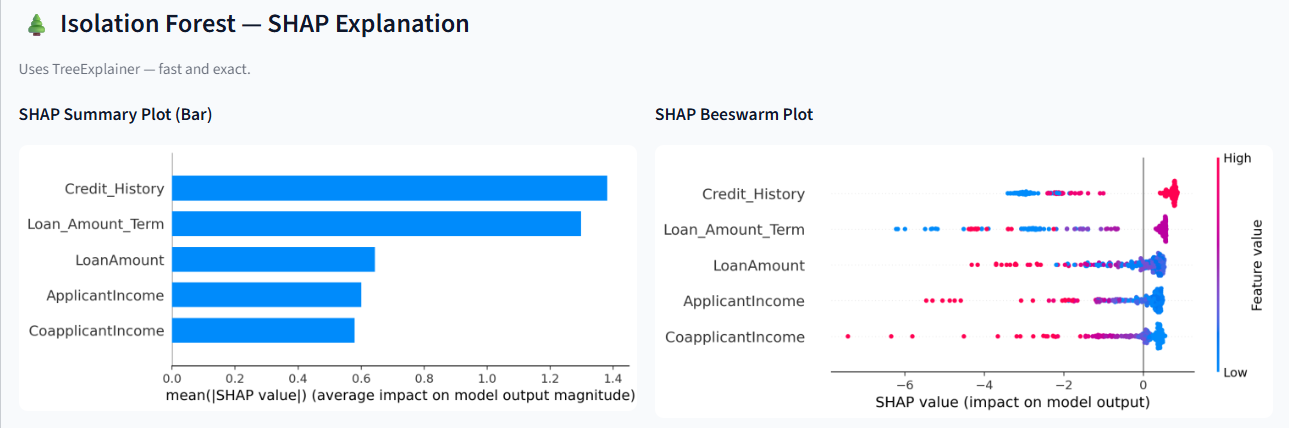 🌲 Isolation Forest — SHAP Explanation
Uses TreeExplainer — fast and exact.
SHAP Summary Plot (Bar)
Credit_History
Loan_Amount_Term
LoanAmount
ApplicantIncome
CoapplicantIncome
0.0 0.2 0.4 0.6 0.8 1.0 1.2 1.4
mean(|SHAP value|) (average impact on model output magnitude)
SHAP Beeswarm Plot
High
Credit_History
Loan_Amount_Term
LoanAmount
ApplicantIncome
CoapplicantIncome
Feature value
Low
−6 −4 −2 0
SHAP value (impact on model output)